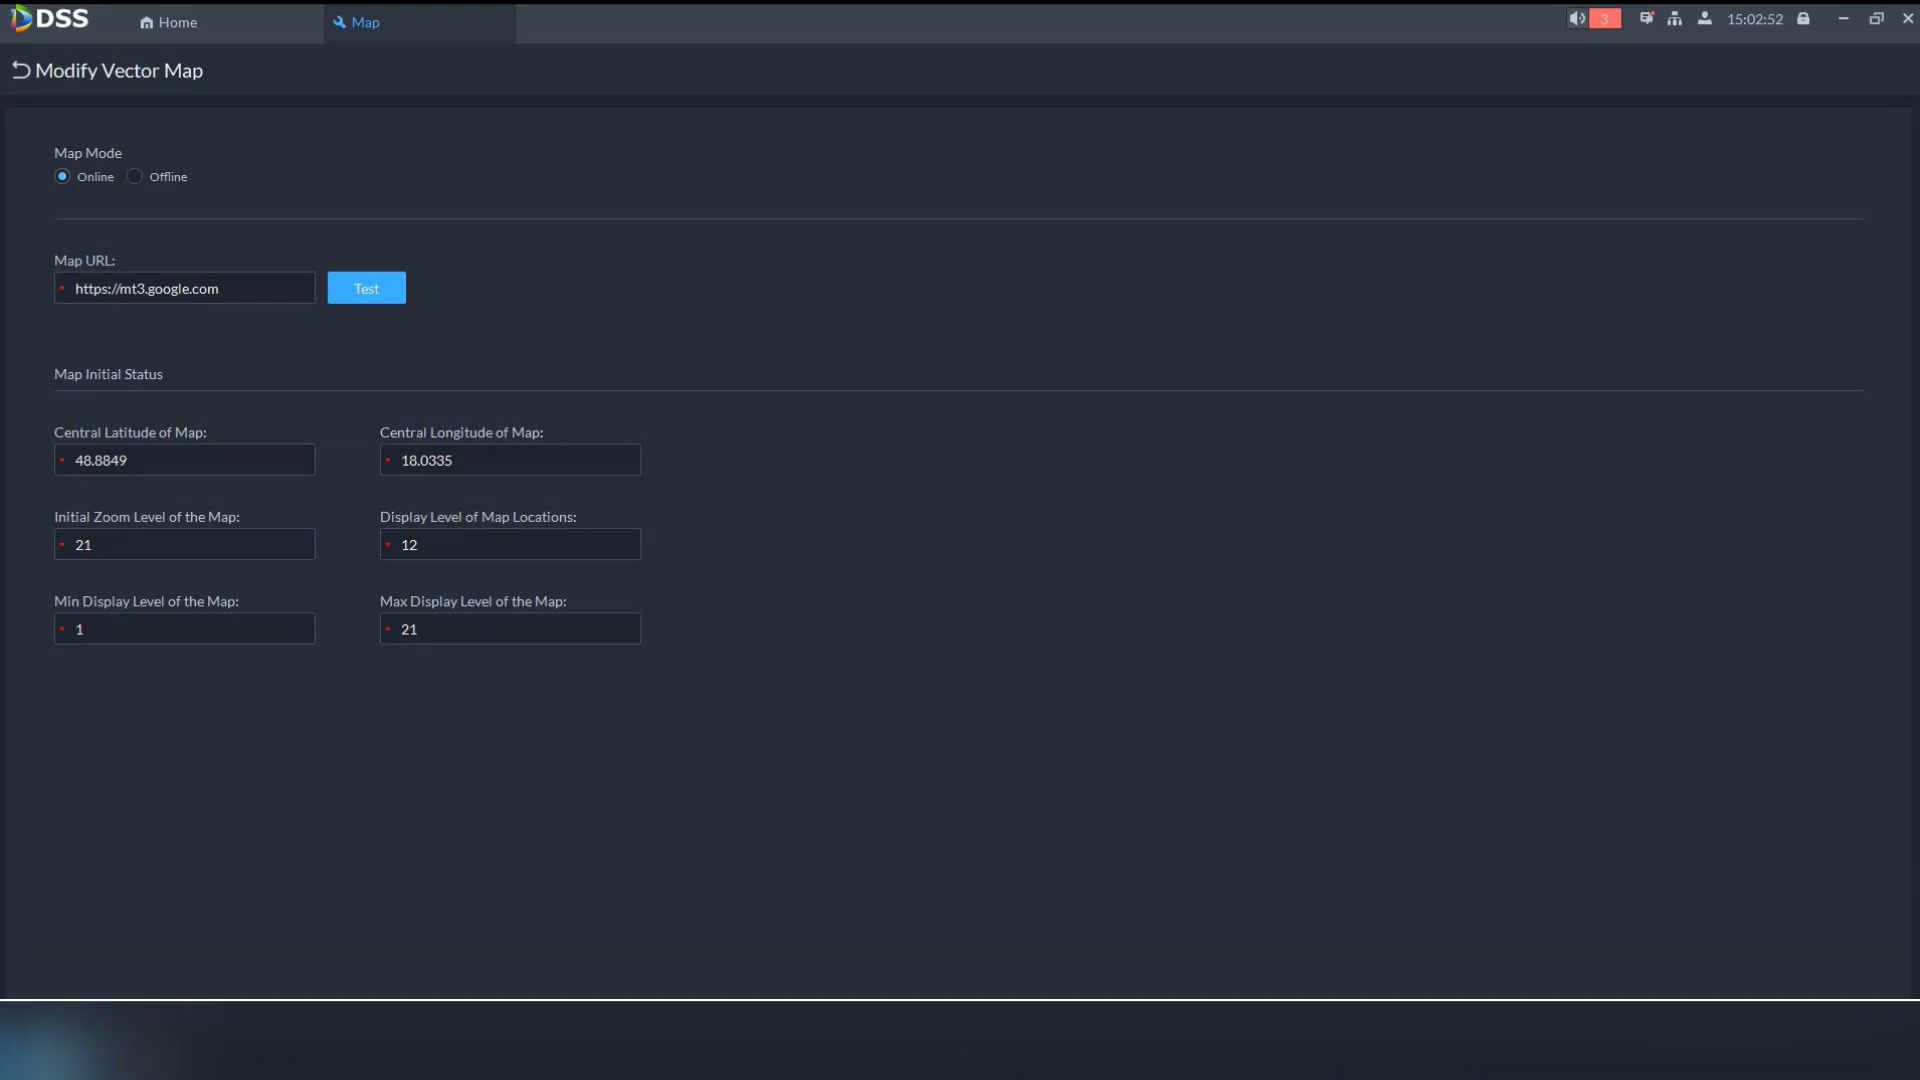 DSS
Home
Map
3
15:02:52
Modify Vector Map
Map Mode
Online
Offline
Map URL:
https://mt3.google.com
Test
Map Initial Status
Central Latitude of Map:
Central Longitude of Map:
48.8849
18.0335
Initial Zoom Level of the Map:
Display Level of Map Locations:
21
12
Min Display Level of the Map:
Max Display Level of the Map:
1
21